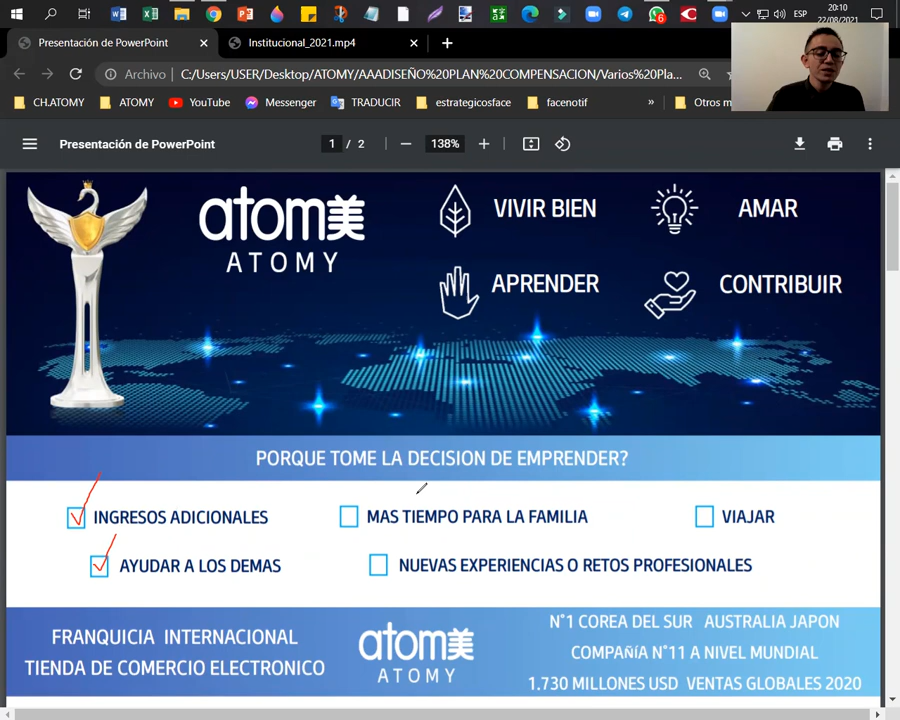 20:10
ESP
22/08/2021
6
Presentación de PowerPoint
Institucional_2021.mp4
Archivo
C:/Users/USER/Desktop/ATOMY/AAADISEÑO%20PLAN%20COMPENSACION/Varios%20Pla...
CH.ATOMY
ATOMY
YouTube
Messenger
TRADUCIR
estrategicosface
facenotif
»
Otros m
Presentación de PowerPoint
1 / 2
138%
atom美
ATOMY
VIVIR BIEN
AMAR
APRENDER
CONTRIBUIR
PORQUE TOME LA DECISION DE EMPRENDER?
INGRESOS ADICIONALES
MAS TIEMPO PARA LA FAMILIA
VIAJAR
AYUDAR A LOS DEMAS
NUEVAS EXPERIENCIAS O RETOS PROFESIONALES
FRANQUICIA INTERNACIONAL
TIENDA DE COMERCIO ELECTRONICO
atom美
ATOMY
N°1 COREA DEL SUR AUSTRALIA JAPON
COMPAÑÍA N°11 A NIVEL MUNDIAL
1.730 MILLONES USD VENTAS GLOBALES 2020